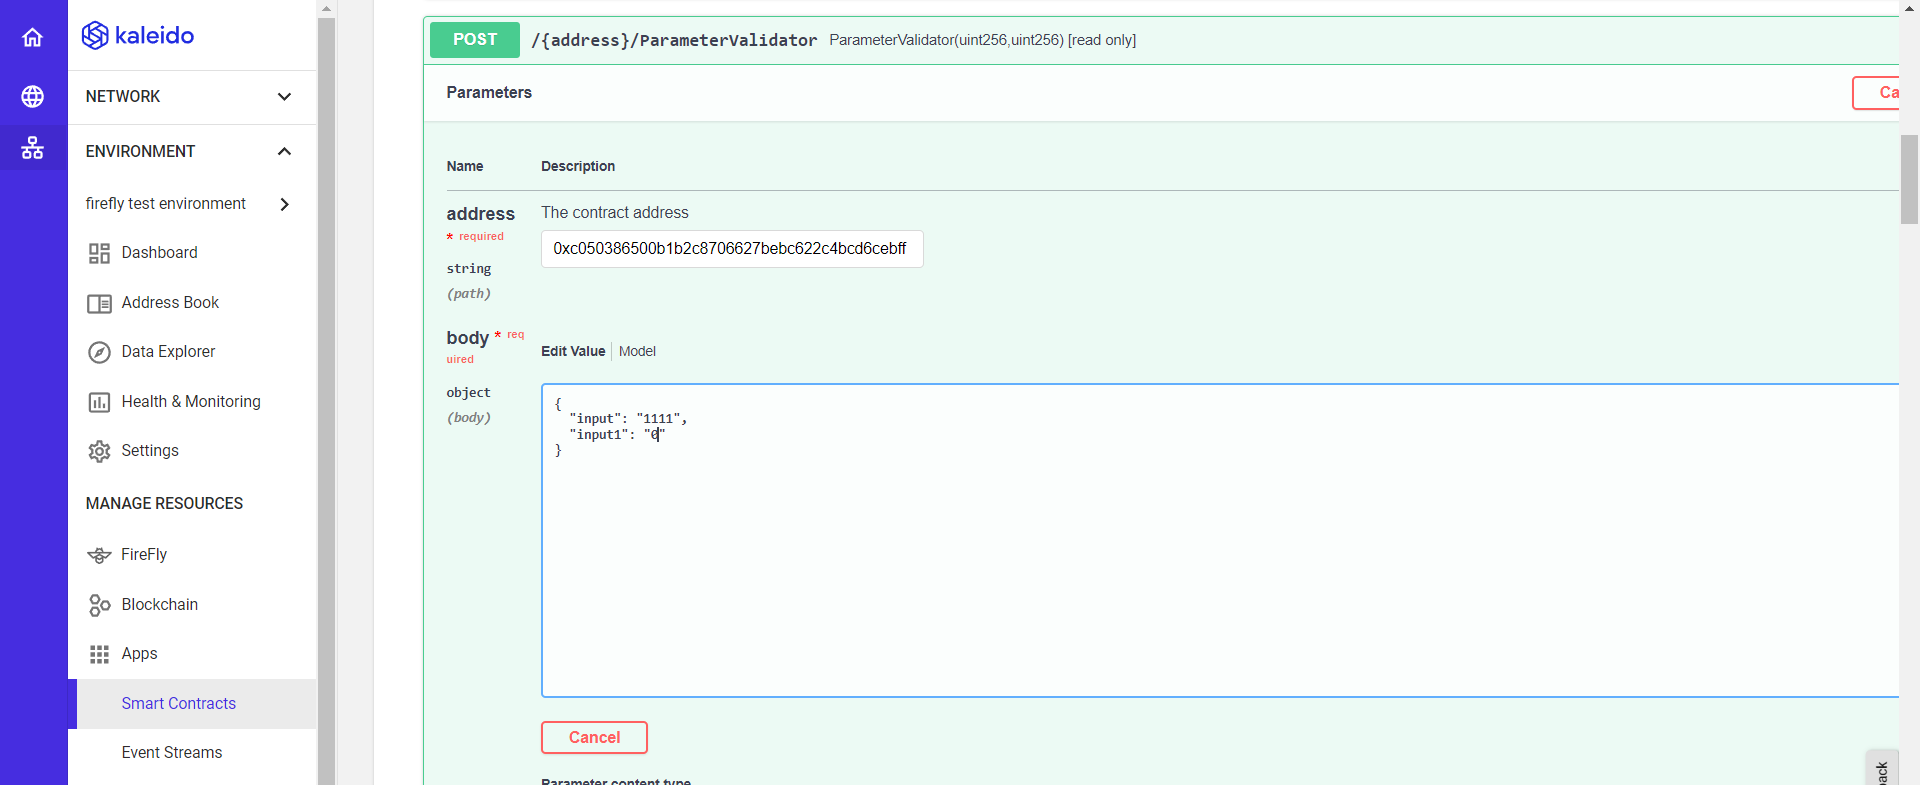 kaleido
NETWORK
ENVIRONMENT
firefly test environment
Dashboard
Address Book
Data Explorer
Health & Monitoring
Settings
MANAGE RESOURCES
FireFly
Blockchain
Apps
Smart Contracts
Event Streams
POST /{address}/ParameterValidator ParameterValidator(uint256,uint256) [read only]
Parameters
Ca
Name Description
address The contract address
* required
0xc050386500b1b2c8706627bebc622c4bcd6cebff
string
(path)
body * req
uired
Edit Value Model
object
(body)
{
"input": "1111",
"input1": "0"
}
Cancel
Parameter content type
back